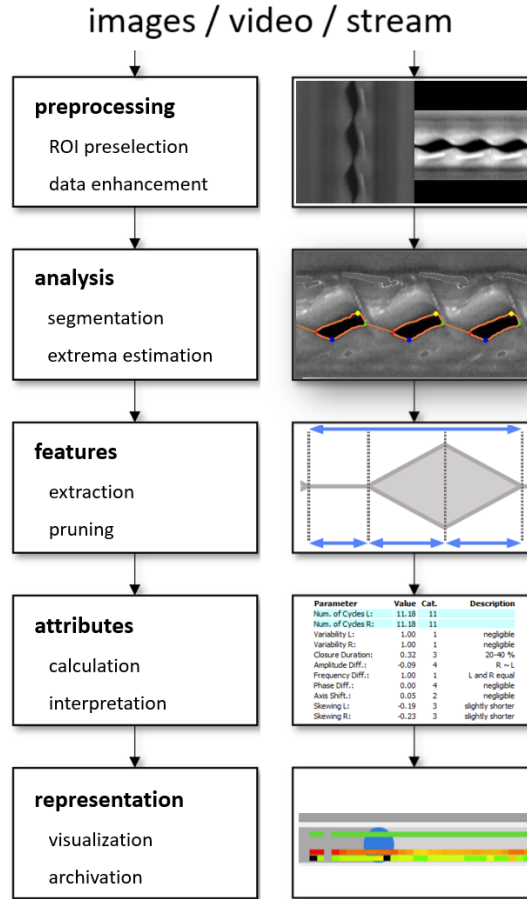 images / video / stream
preprocessing
ROI preselection
data enhancement
analysis
segmentation
extrema estimation
features
extraction
pruning
attributes
calculation
interpretation
Parameter Value Cat. Description
Num. of Cycles L: 11.18 11
Num. of Cycles R: 11.18 11
Variability L: 1.00 1 negligible
Variability R: 1.00 1 negligible
Closure Duration: 0.32 3 20-40 %
Amplitude Diff.: -0.09 4 R ~ L
Frequency Diff.: 1.00 1 L and R equal
Phase Diff.: 0.00 4 negligible
Axis Shift.: 0.05 2 negligible
Skewing L: -0.19 3 slightly shorter
Skewing R: -0.23 3 slightly shorter
representation
visualization
archivation